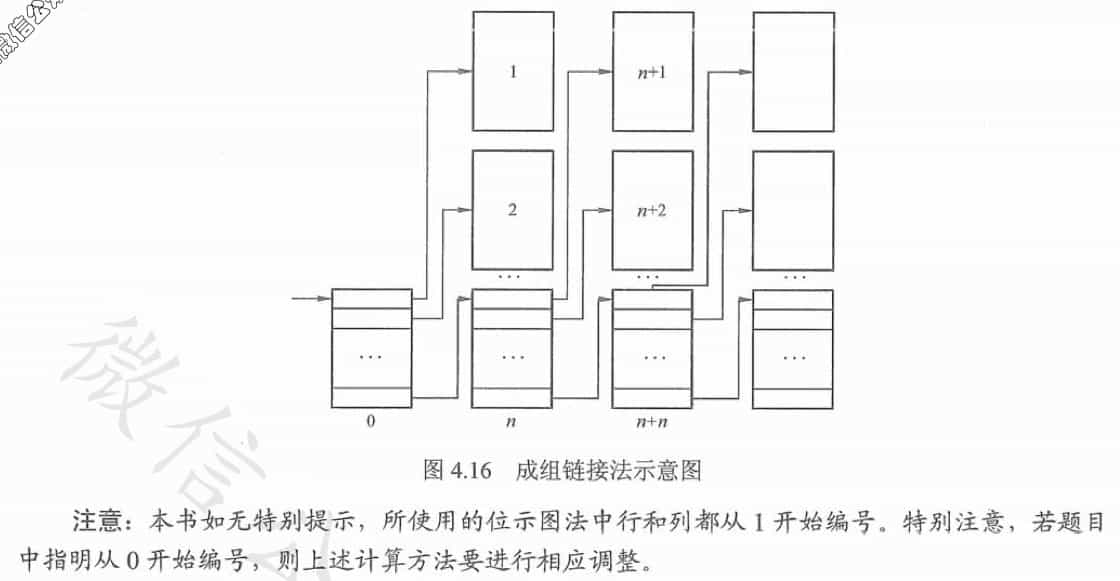 微信公
1
n+1
2
n+2
...
...
...
...
...
...
...
0
n
n+n
图 4.16 成组链接法示意图
注意：本书如无特别提示，所使用的位示图法中行和列都从 1 开始编号。特别注意，若题目
中指明从 0 开始编号，则上述计算方法要进行相应调整。
微信公